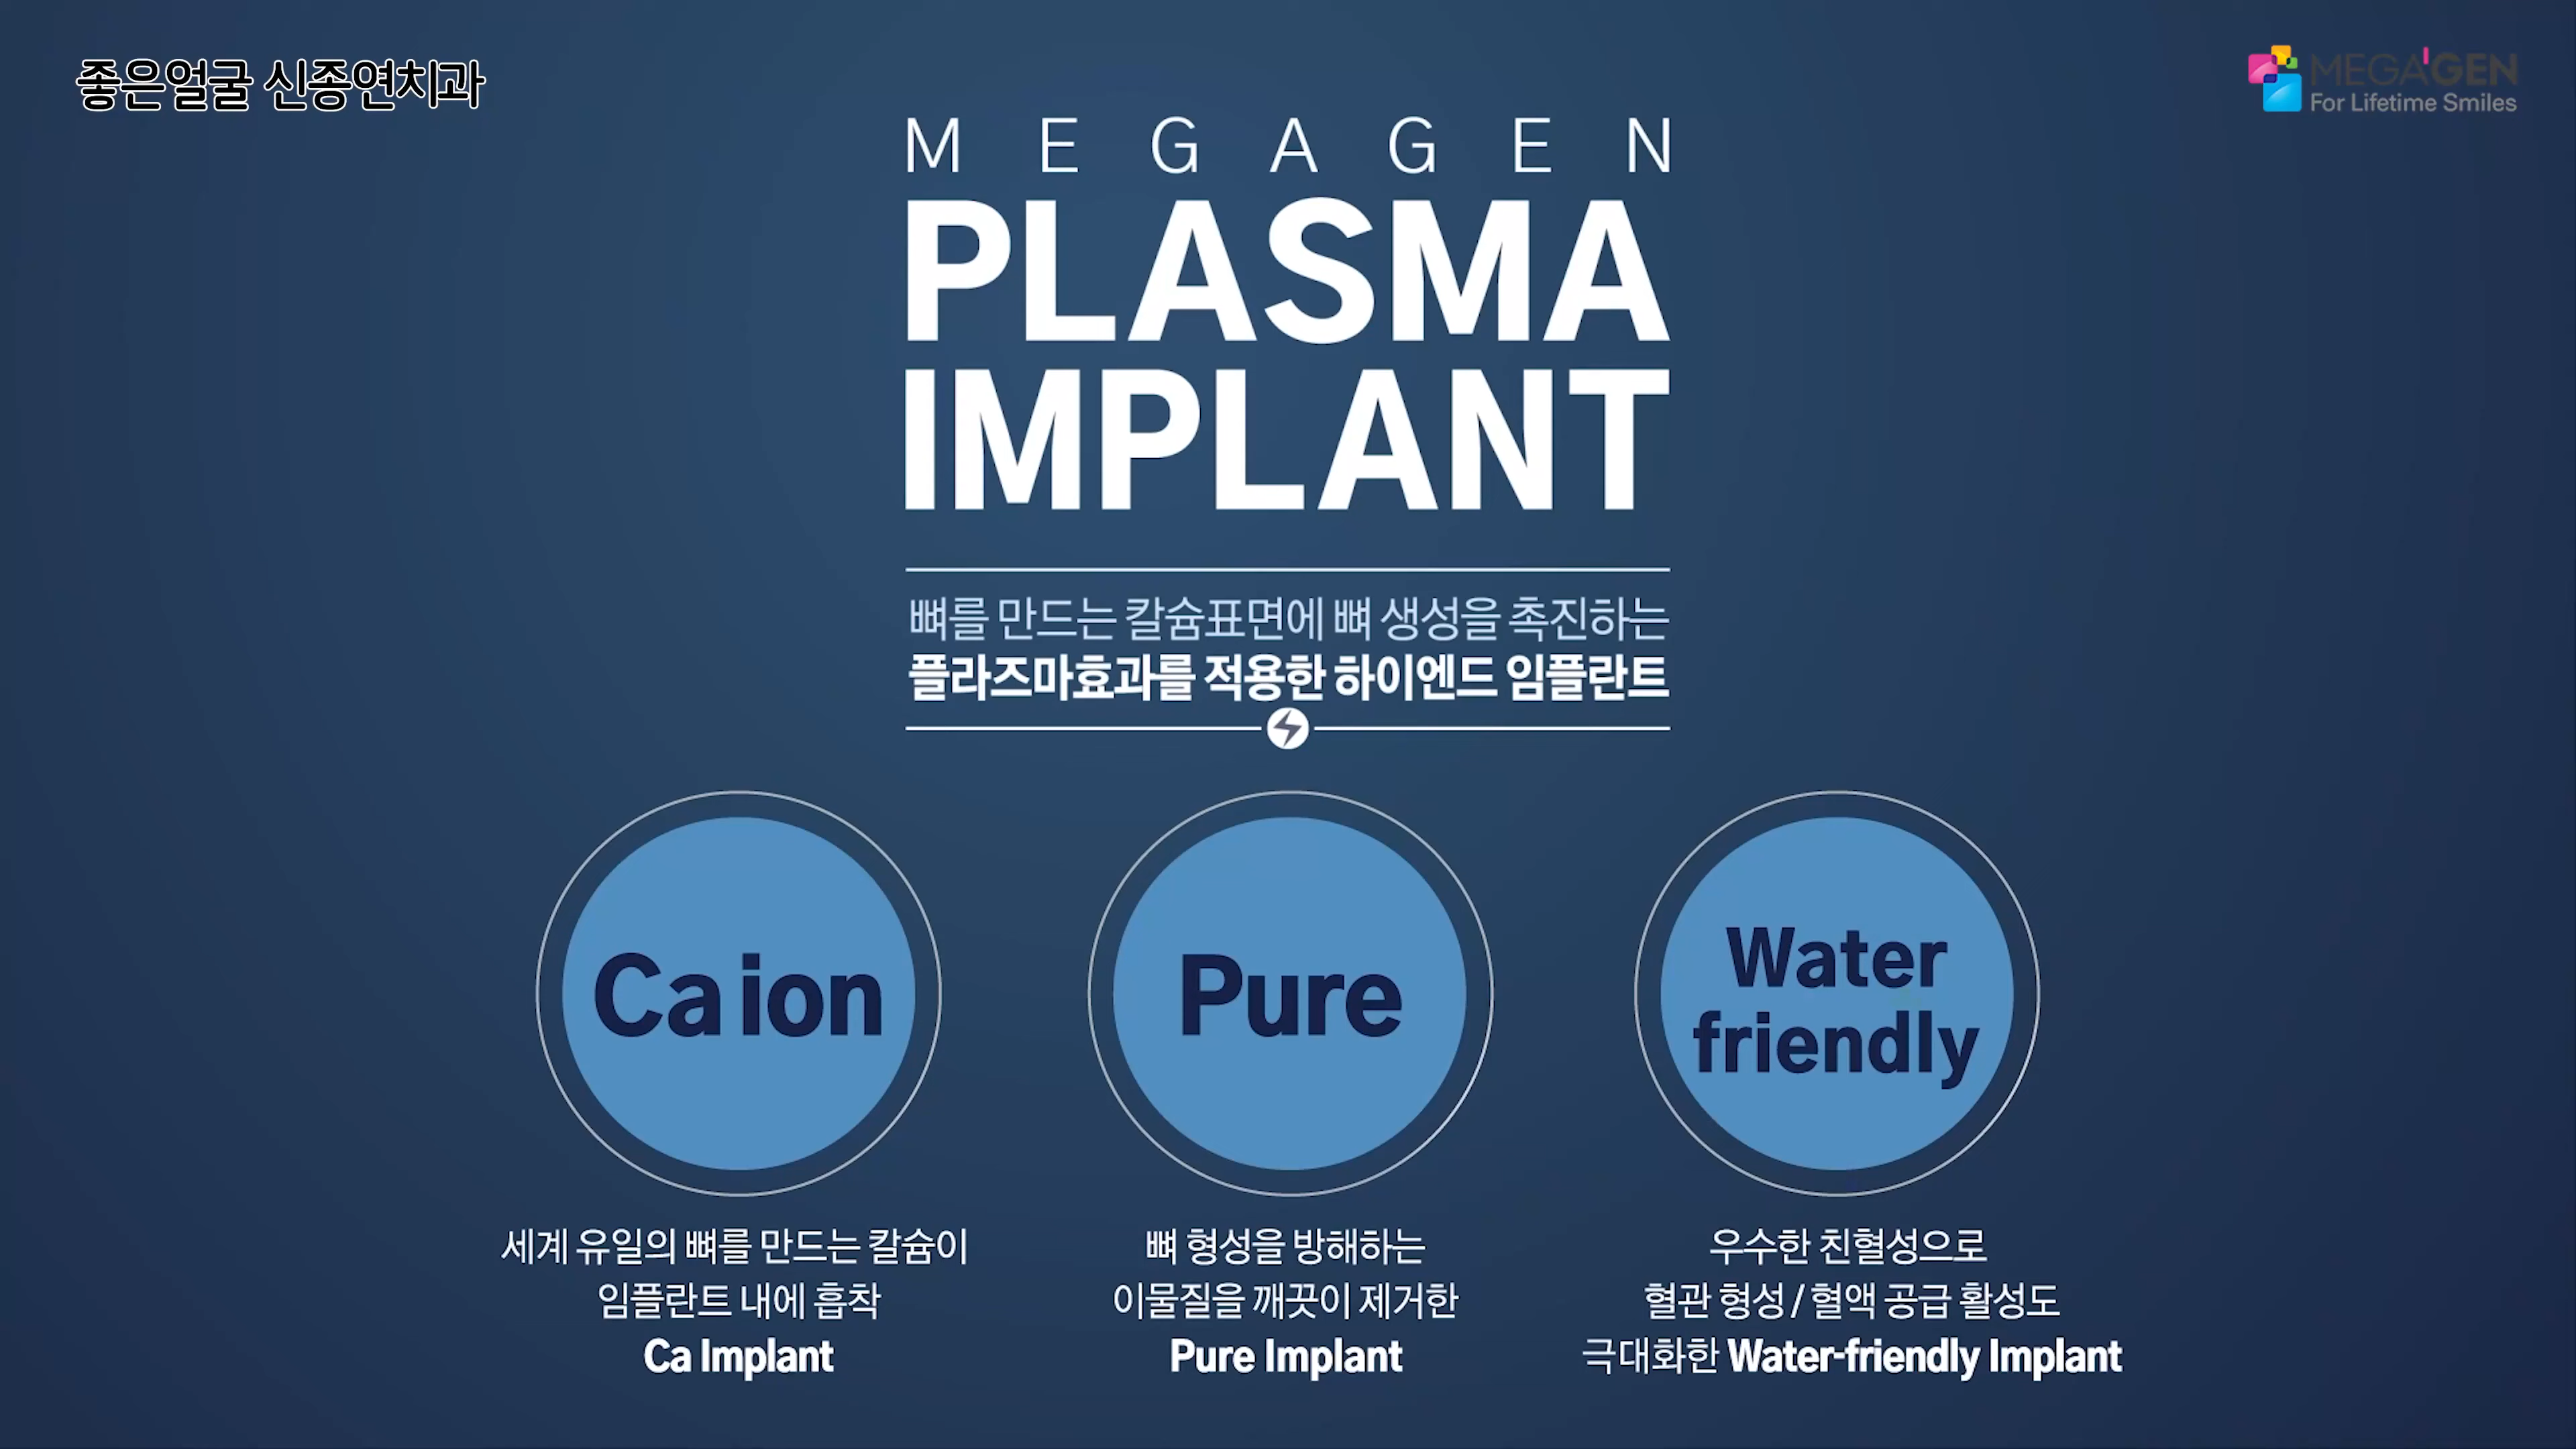 좋은얼굴 신종연치과
MEGA'GEN
For Lifetime Smiles
MEGAGEN
PLASMA
IMPLANT
뼈를 만드는 칼슘표면에 뼈 생성을 촉진하는
플라즈마효과를 적용한 하이엔드 임플란트
Ca ion
세계 유일의 뼈를 만드는 칼슘이
임플란트 내에 흡착
Ca Implant
Pure
뼈 형성을 방해하는
이물질을 깨끗이 제거한
Pure Implant
Water
friendly
우수한 친혈성으로
혈관 형성 / 혈액 공급 활성도
극대화한 Water-friendly Implant